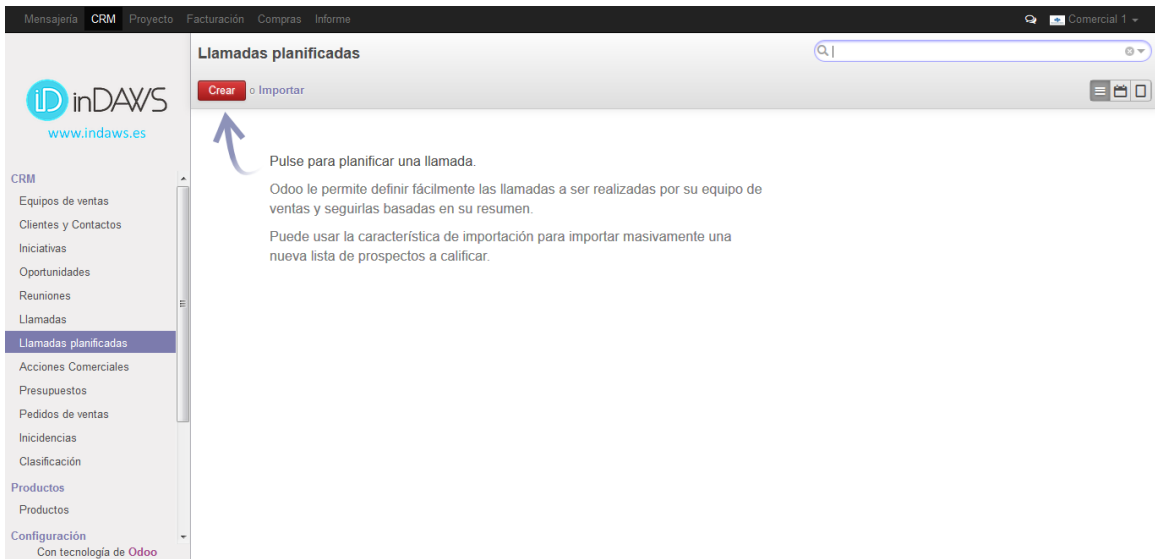 Mensajería CRM Proyecto Facturación Compras Informe Comercial 1
Llamadas planificadas
Crear o Importar
iD inDAWS
www.indaws.es
Pulse para planificar una llamada.
Odoo le permite definir fácilmente las llamadas a ser realizadas por su equipo de
ventas y seguirlas basadas en su resumen.
Puede usar la característica de importación para importar masivamente una
nueva lista de prospectos a calificar.
CRM
Equipos de ventas
Clientes y Contactos
Iniciativas
Oportunidades
Reuniones
Llamadas
Llamadas planificadas
Acciones Comerciales
Presupuestos
Pedidos de ventas
Inicidencias
Clasificación
Productos
Productos
Configuración
Con tecnología de Odoo